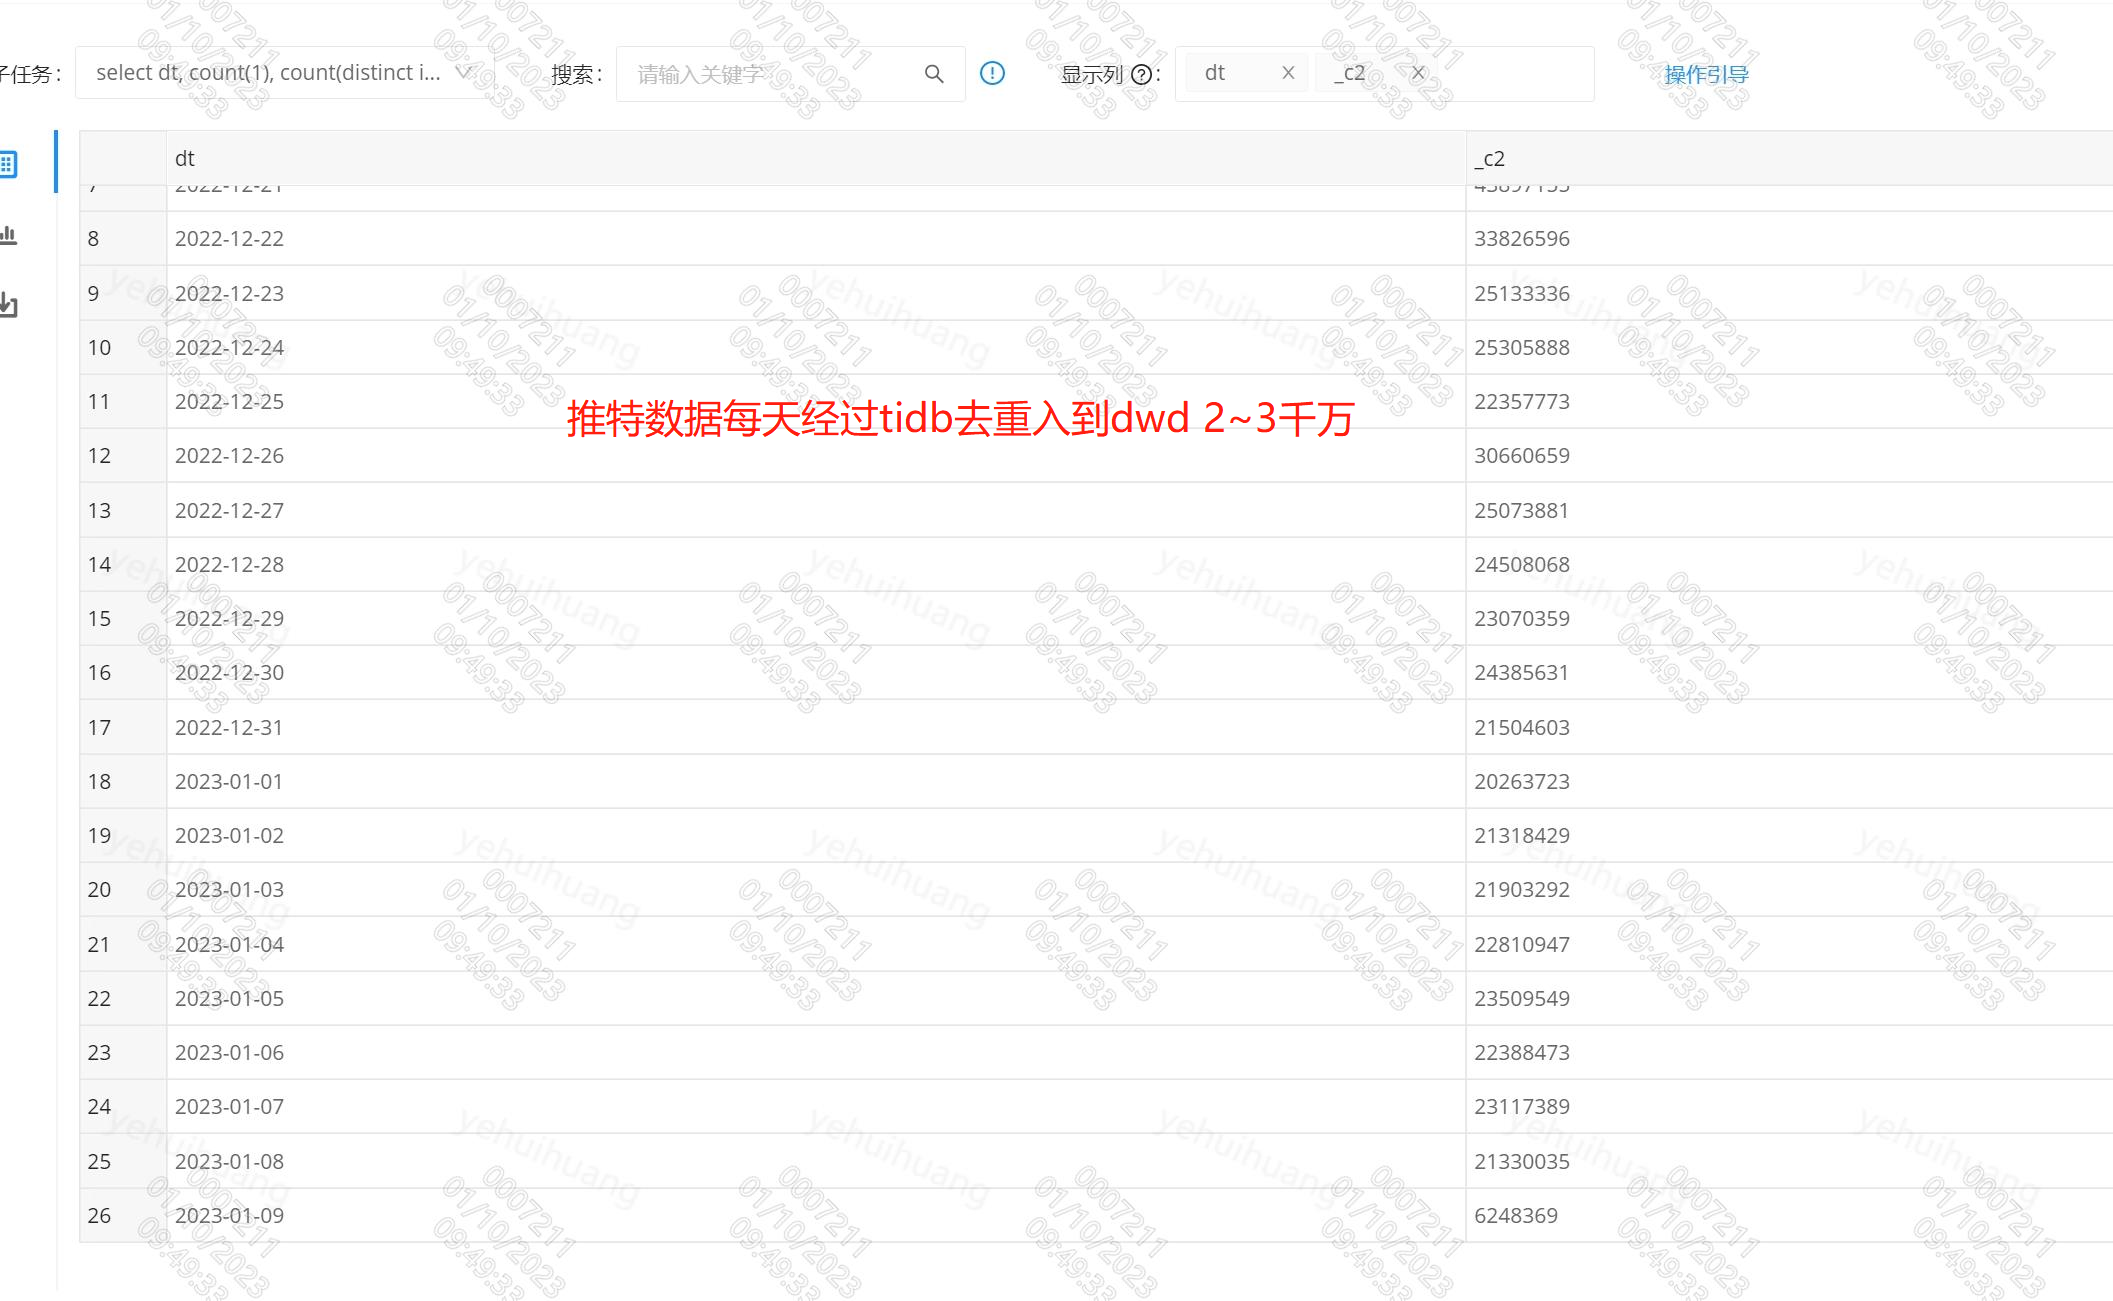 子任务: select dt, count(1), count(distinct i... 搜索: 请输入关键字 显示列 ? : dt X _c2 X 操作引导
dt _c2
7 2022-12-21 43897155
8 2022-12-22 33826596
9 2022-12-23 25133336
10 2022-12-24 25305888
11 2022-12-25 22357773
推特数据每天经过tidb去重入到dwd 2~3千万
12 2022-12-26 30660659
13 2022-12-27 25073881
14 2022-12-28 24508068
15 2022-12-29 23070359
16 2022-12-30 24385631
17 2022-12-31 21504603
18 2023-01-01 20263723
19 2023-01-02 21318429
20 2023-01-03 21903292
21 2023-01-04 22810947
22 2023-01-05 23509549
23 2023-01-06 22388473
24 2023-01-07 23117389
25 2023-01-08 21330035
26 2023-01-09 6248369
yehuihuang
0007211
01/10/2023
09:49:33